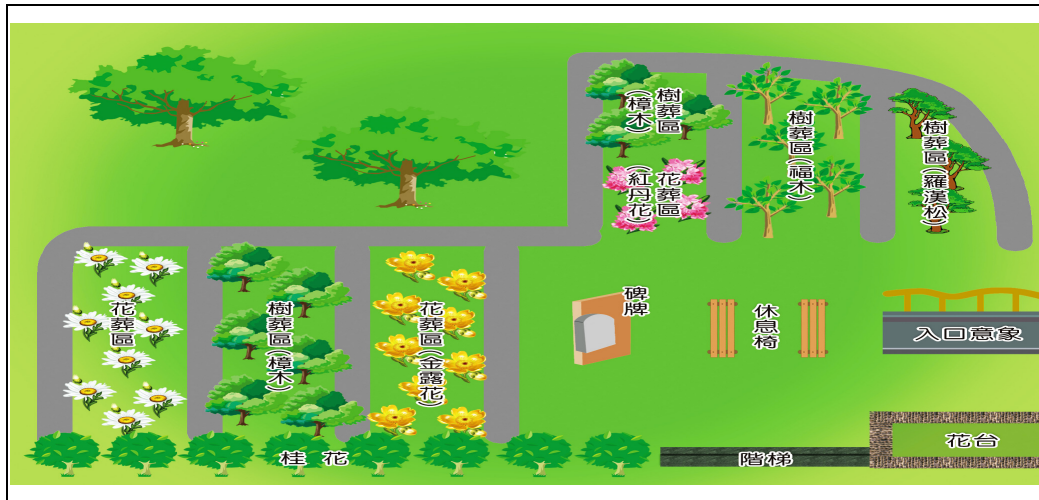 樹葬區
(樟木)
花葬區
(紅丹花)
樹葬區(福木)
樹葬區(羅漢松)
花葬區
樹葬區(樟木)
花葬區(金露花)
碑牌
休息椅
入口意象
花台
階梯
桂花